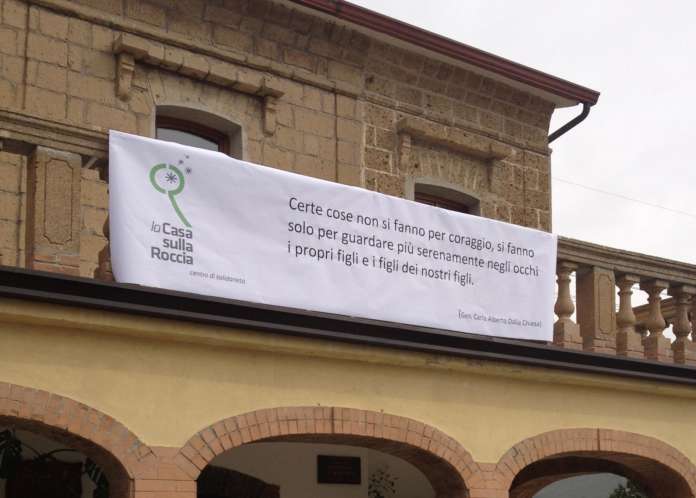 la Casa
sulla
Roccia
centro di solidarietà
Certe cose non si fanno per coraggio, si fanno
solo per guardare più serenamente negli occhi
i propri figli e i figli dei nostri figli.
(Gen. Carlo Alberto Dalla Chiesa)